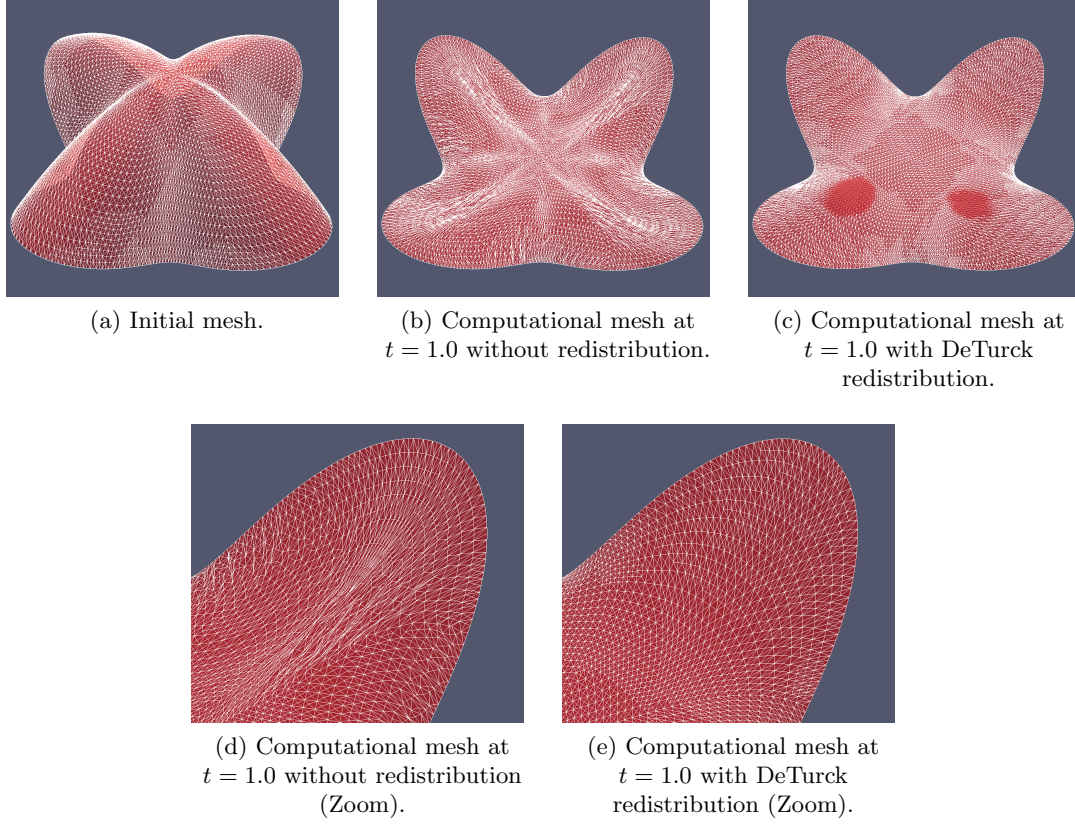 (a) Initial mesh.
(b) Computational mesh at
t = 1.0 without redistribution.
(c) Computational mesh at
t = 1.0 with DeTurck
redistribution.
(d) Computational mesh at
t = 1.0 without redistribution
(Zoom).
(e) Computational mesh at
t = 1.0 with DeTurck
redistribution (Zoom).